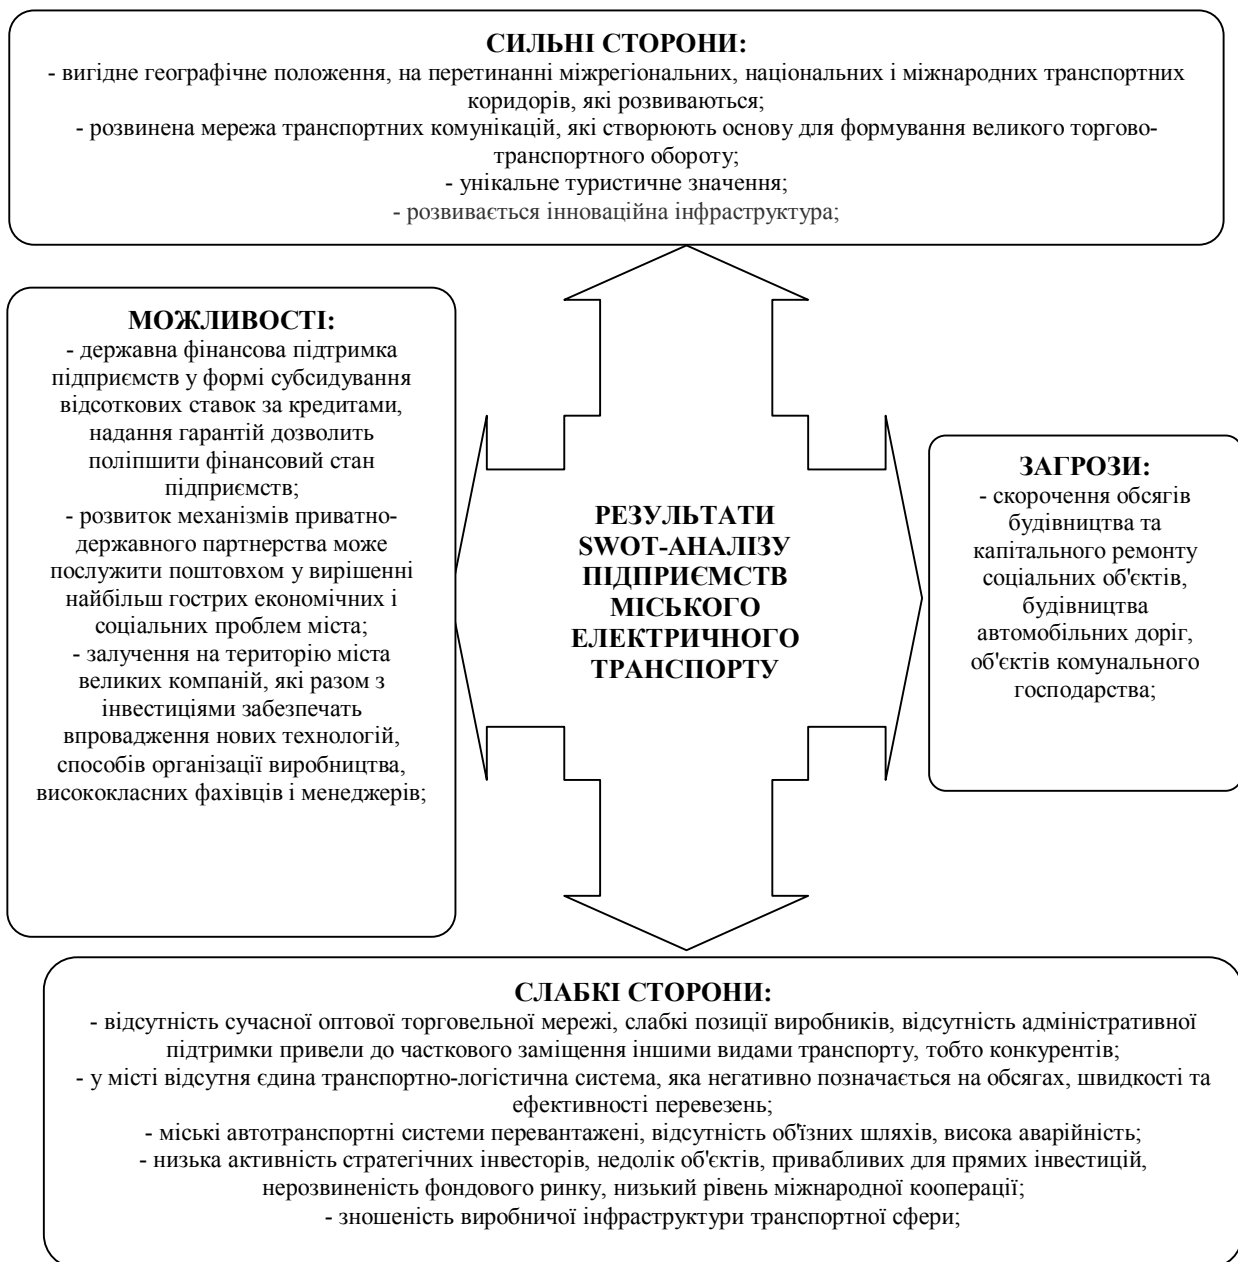 СИЛЬНІ СТОРОНИ:
- вигідне географічне положення, на перетинанні міжрегіональних, національних і міжнародних транспортних
коридорів, які розвиваються;
- розвинена мережа транспортних комунікацій, які створюють основу для формування великого торгово-
транспортного обороту;
- унікальне туристичне значення;
- розвивається інноваційна інфраструктура;
МОЖЛИВОСТІ:
- державна фінансова підтримка
підприємств у формі субсидування
відсоткових ставок за кредитами,
надання гарантій дозволить
поліпшити фінансовий стан
підприємств;
- розвиток механізмів приватно-
державного партнерства може
послужити поштовхом у вирішенні
найбільш гострих економічних і
соціальних проблем міста;
- залучення на територію міста
великих компаній, які разом з
інвестиціями забезпечать
впровадження нових технологій,
способів організації виробництва,
висококласних фахівців і менеджерів;
РЕЗУЛЬТАТИ
SWOT-АНАЛІЗУ
ПІДПРИЄМСТВ
МІСЬКОГО
ЕЛЕКТРИЧНОГО
ТРАНСПОРТУ
ЗАГРОЗИ:
- скорочення обсягів
будівництва та
капітального ремонту
соціальних об'єктів,
будівництва
автомобільних доріг,
об'єктів комунального
господарства;
СЛАБКІ СТОРОНИ:
- відсутність сучасної оптової торговельної мережі, слабкі позиції виробників, відсутність адміністративної
підтримки привели до часткового заміщення іншими видами транспорту, тобто конкурентів;
- у місті відсутня єдина транспортно-логістична система, яка негативно позначається на обсягах, швидкості та
ефективності перевезень;
- міські автотранспортні системи перевантажені, відсутність об'їзних шляхів, висока аварійність;
- низька активність стратегічних інвесторів, недолік об'єктів, привабливих для прямих інвестицій,
нерозвиненість фондового ринку, низький рівень міжнародної кооперації;
- зношеність виробничої інфраструктури транспортної сфери;